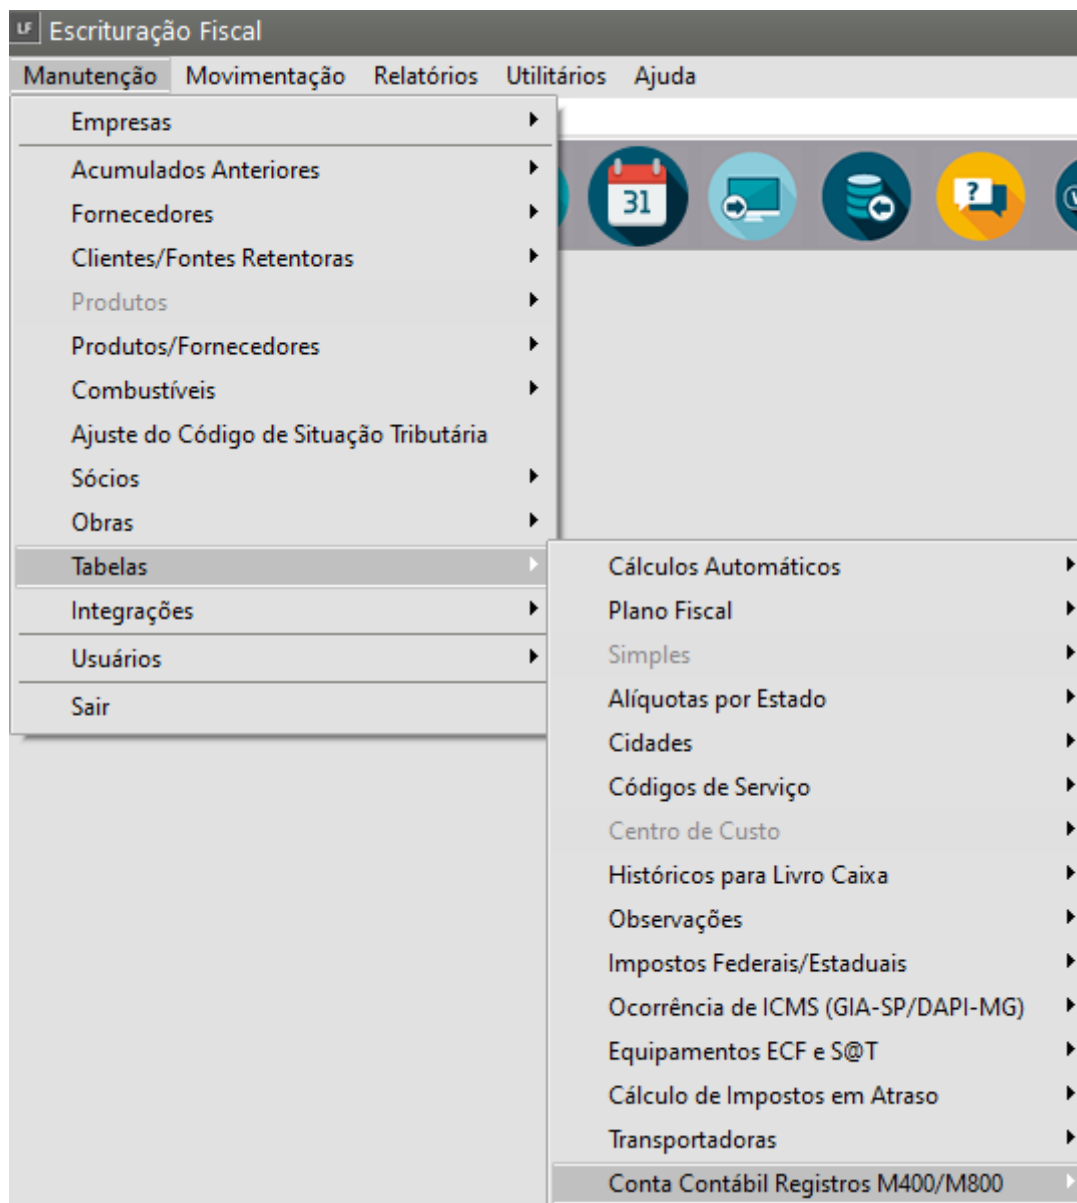 LF Escrituração Fiscal
Manutenção Movimentação Relatórios Utilitários Ajuda
Empresas
Acumulados Anteriores
Fornecedores
Clientes/Fontes Retentoras
Produtos
Produtos/Fornecedores
Combustíveis
Ajuste do Código de Situação Tributária
Sócios
Obras
Tabelas
Integrações
Usuários
Sair
31
?
Cálculos Automáticos
Plano Fiscal
Simples
Alíquotas por Estado
Cidades
Códigos de Serviço
Centro de Custo
Históricos para Livro Caixa
Observações
Impostos Federais/Estaduais
Ocorrência de ICMS (GIA-SP/DAPI-MG)
Equipamentos ECF e S@T
Cálculo de Impostos em Atraso
Transportadoras
Conta Contábil Registros M400/M800